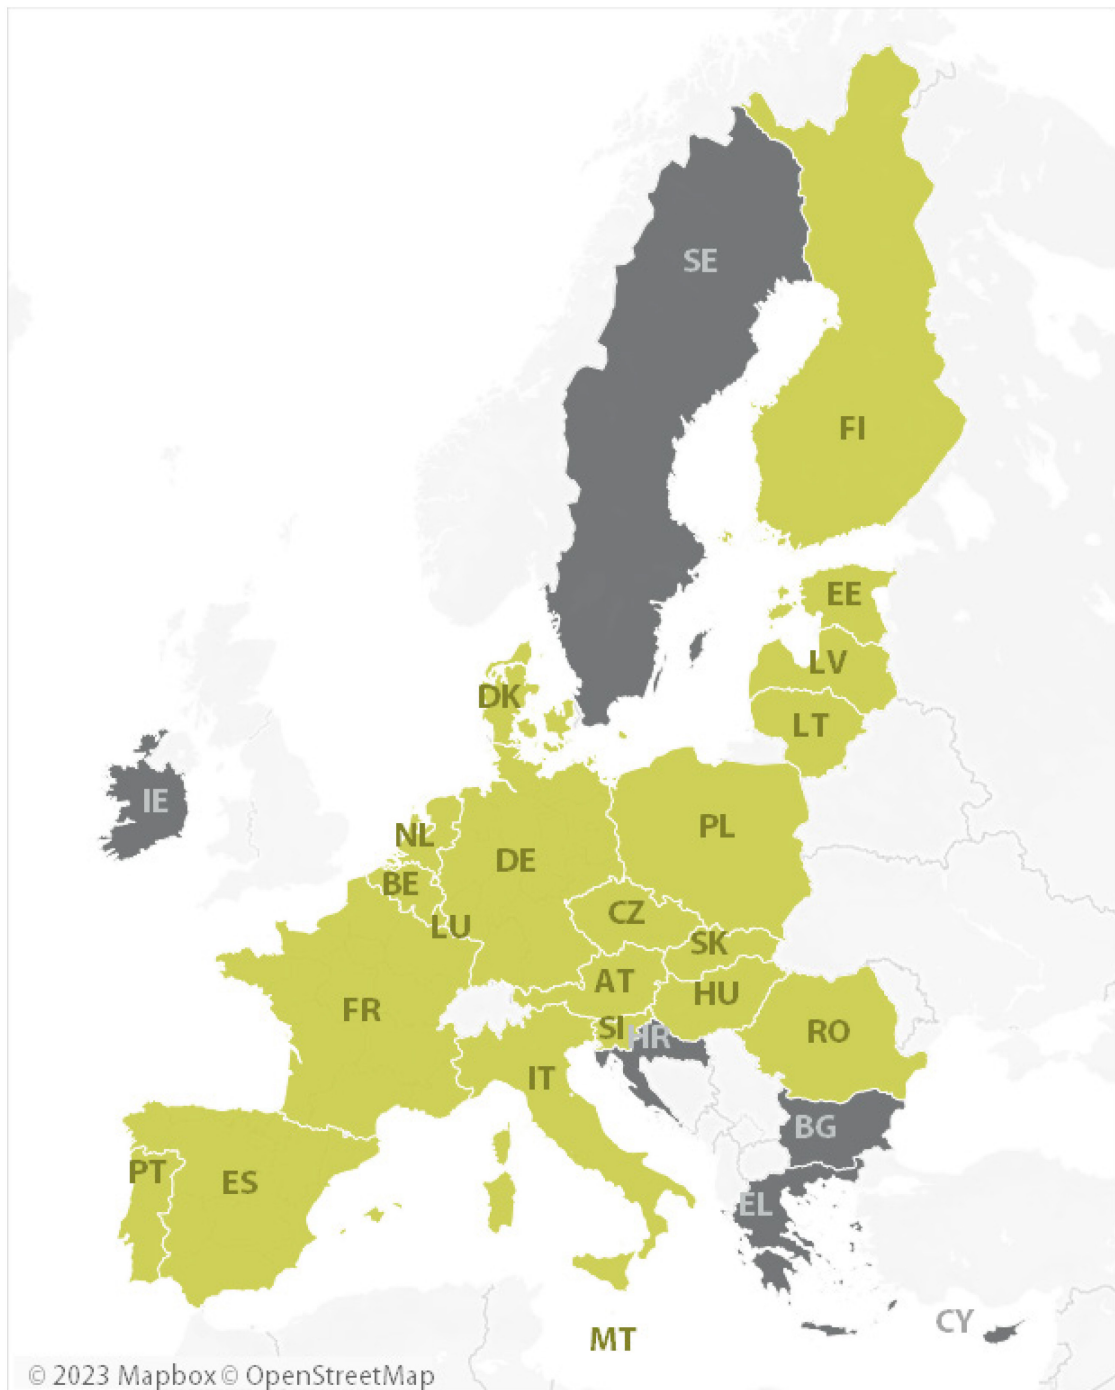 SE
FI
EE
LV
DK
LT
IE
PL
NL
DE
BE
CZ
LU
SK
AT
HU
FR
SI
HR
RO
IT
BG
PT
ES
EL
CY
MT
© 2023 Mapbox © OpenStreetMap